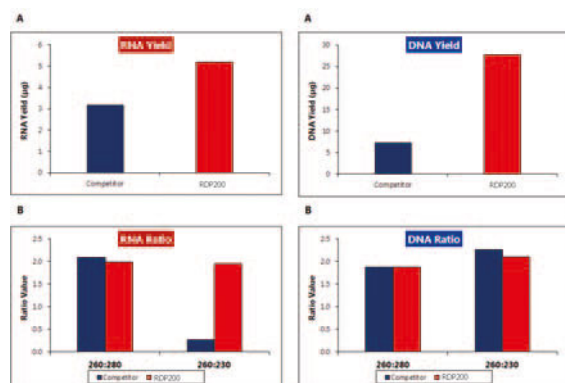 A
RNA Yield
RNA Yield (µg)
6
5
4
3
2
1
0
Competitor
RDP200
A
DNA Yield
DNA Yield (µg)
30
25
20
15
10
5
0
Competitor
RDP200
B
RNA Ratio
Ratio Value
2.5
2.0
1.5
1.0
0.5
0.0
260:280
260:230
Competitor
RDP200
B
DNA Ratio
Ratio Value
2.5
2.0
1.5
1.0
0.5
0.0
260:280
260:230
Competitor
RDP200